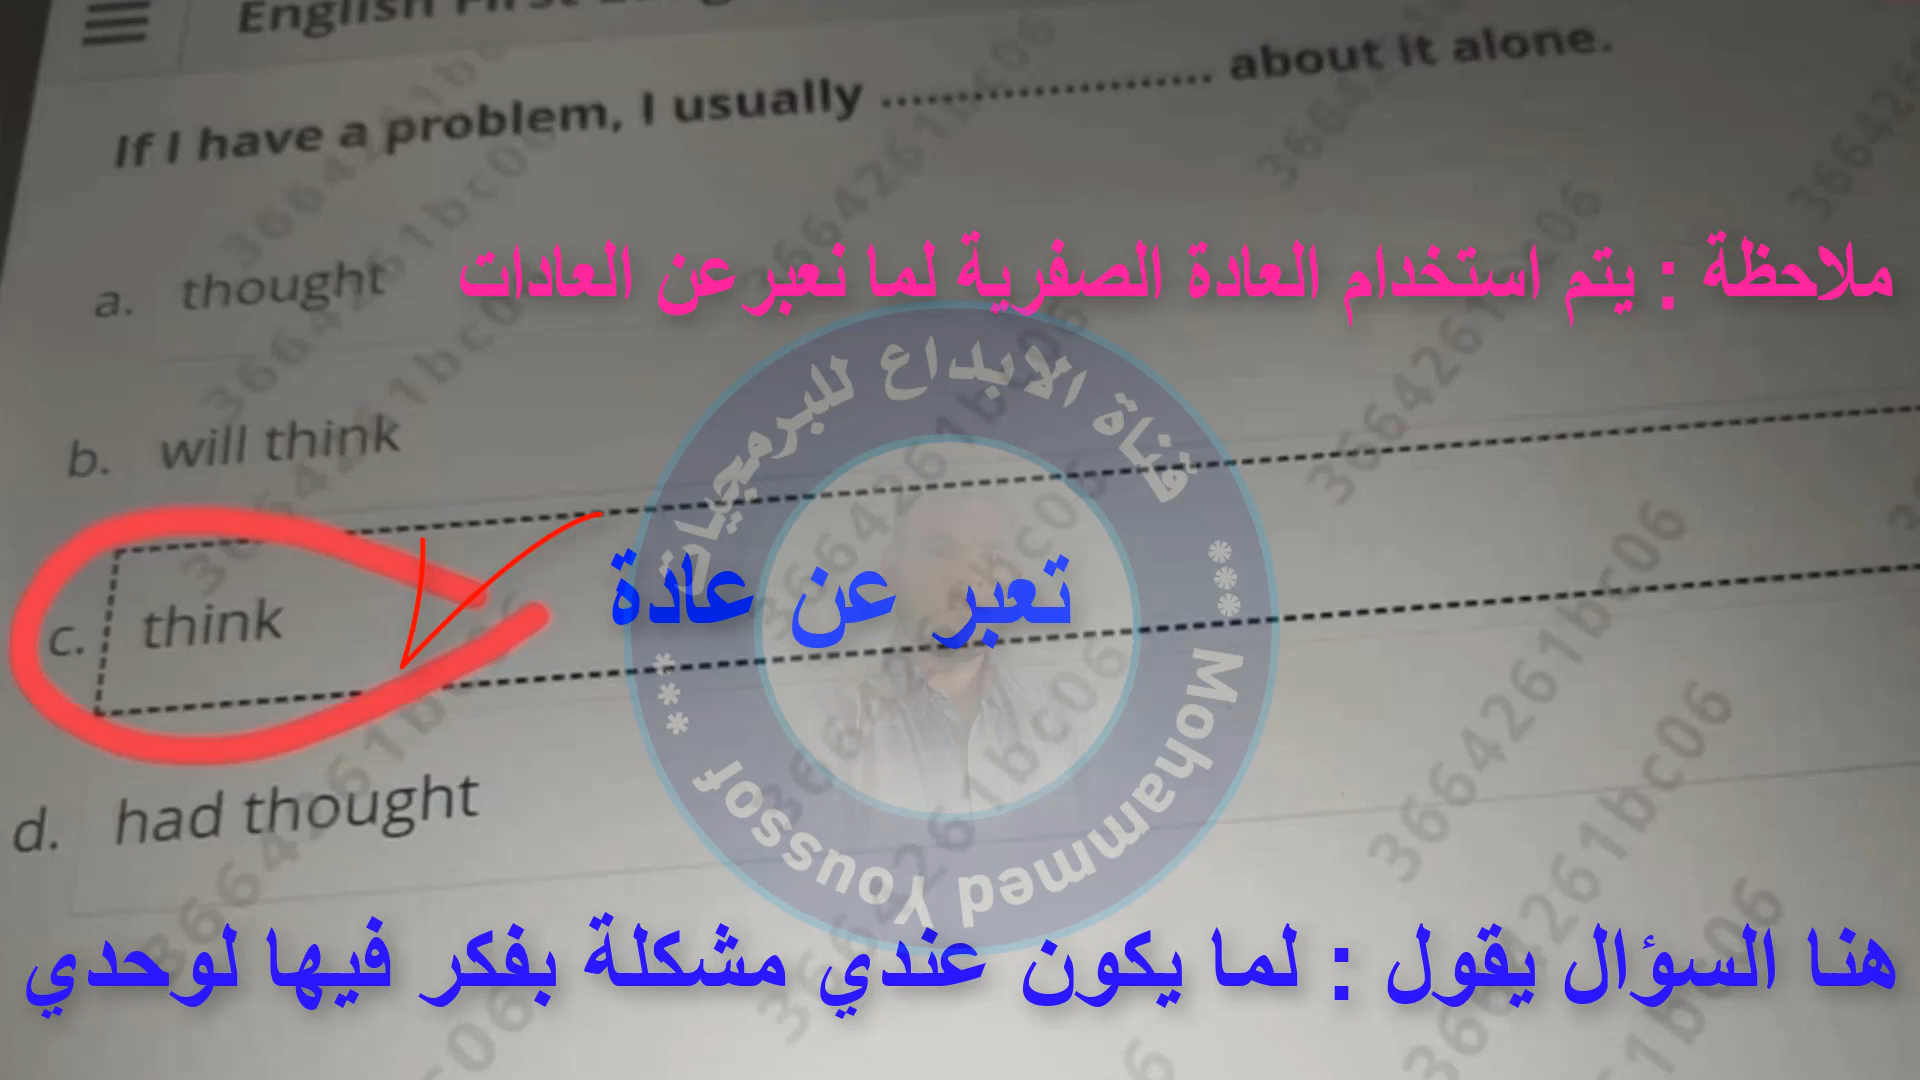 English First
If I have a problem, I usually ........................ about it alone.
ملاحظة : يتم استخدام العادة الصفرية لما نعبر عن العادات
a. thought
b. will think
c. think
تعبر عن عادة
d. had thought
هنا السؤال يقول : لما يكون عندي مشكلة بفكر فيها لوحدي
قناة الابداع للبرمجيات
*** Mohammed Youssof ***
3664261bc06